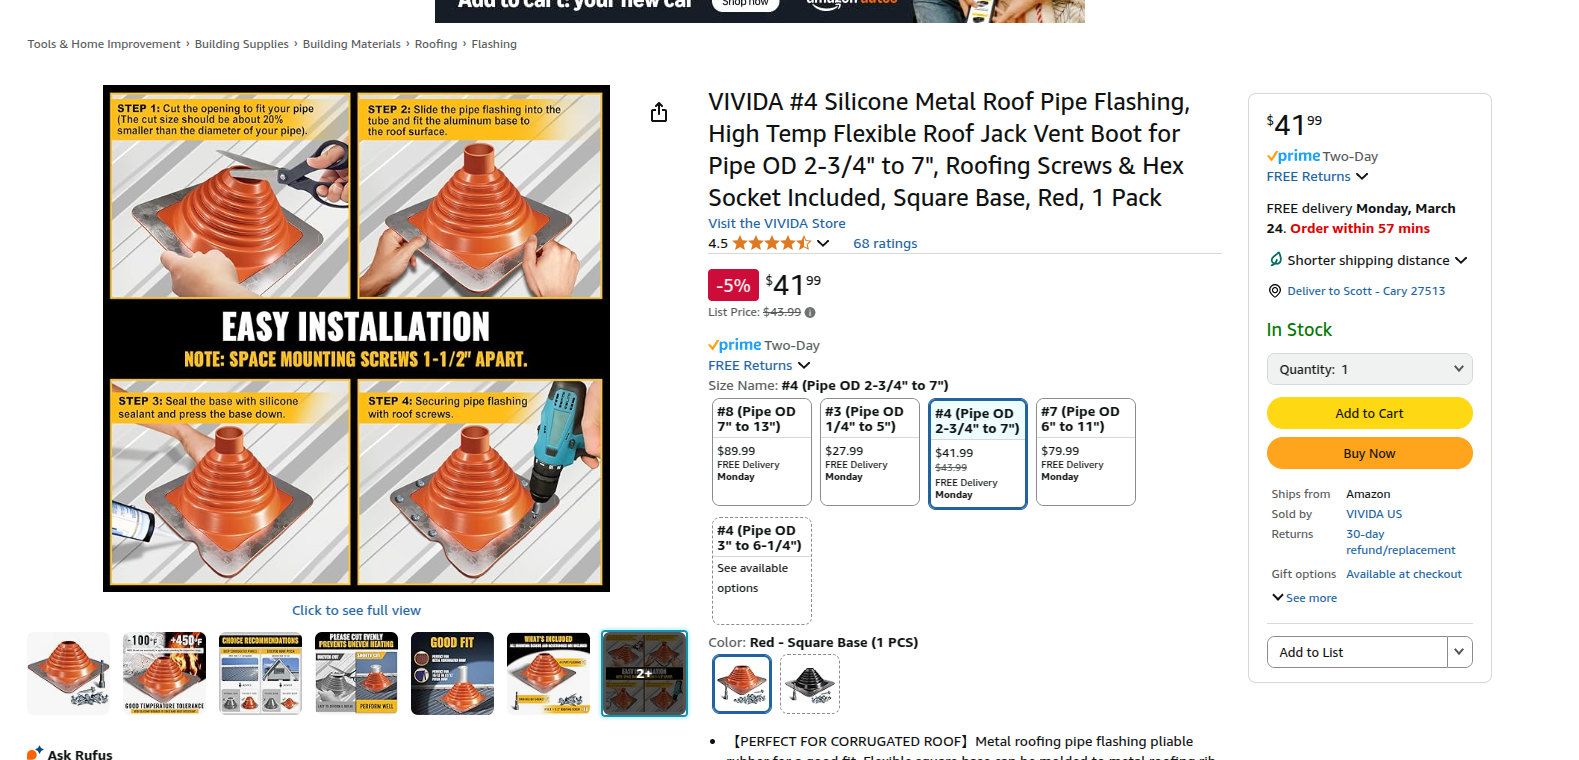 Add to cart: your new car
Shop now
amazon autos
Tools & Home Improvement › Building Supplies › Building Materials › Roofing › Flashing
STEP 1: Cut the opening to fit your pipe
(The cut size should be about 20%
smaller than the diameter of your pipe).
STEP 2: Slide the pipe flashing into the
tube and fit the aluminum base to
the roof surface.
EASY INSTALLATION
NOTE: SPACE MOUNTING SCREWS 1-1/2" APART.
STEP 3: Seal the base with silicone
sealant and press the base down.
STEP 4: Securing pipe flashing
with roof screws.
Click to see full view
-100°F +450°F
GOOD TEMPERATURE TOLERANCE
CHOICE RECOMMENDATIONS
PLEASE CUT EVENLY
PREVENTS UNEVEN HEATING
PERFORM WELL
GOOD FIT
WHAT'S INCLUDED
2+
Ask Rufus
VIVIDA #4 Silicone Metal Roof Pipe Flashing,
High Temp Flexible Roof Jack Vent Boot for
Pipe OD 2-3/4" to 7", Roofing Screws & Hex
Socket Included, Square Base, Red, 1 Pack
Visit the VIVIDA Store
4.5 68 ratings
-5% $41 99
List Price: $43.99
prime Two-Day
FREE Returns
Size Name: #4 (Pipe OD 2-3/4" to 7")
#8 (Pipe OD
7" to 13")
$89.99
FREE Delivery
Monday
#3 (Pipe OD
1/4" to 5")
$27.99
FREE Delivery
Monday
#4 (Pipe OD
2-3/4" to 7")
$41.99
$43.99
FREE Delivery
Monday
#7 (Pipe OD
6" to 11")
$79.99
FREE Delivery
Monday
#4 (Pipe OD
3" to 6-1/4")
See available
options
Color: Red - Square Base (1 PCS)
• 【PERFECT FOR CORRUGATED ROOF】Metal roofing pipe flashing pliable
rubber for a good fit. Flexible square base can be molded to metal roofing rib
$41 99
prime Two-Day
FREE Returns
FREE delivery Monday, March
24. Order within 57 mins
Shorter shipping distance
Deliver to Scott - Cary 27513
In Stock
Quantity: 1
Add to Cart
Buy Now
Ships from Amazon
Sold by VIVIDA US
Returns 30-day
refund/replacement
Gift options Available at checkout
See more
Add to List